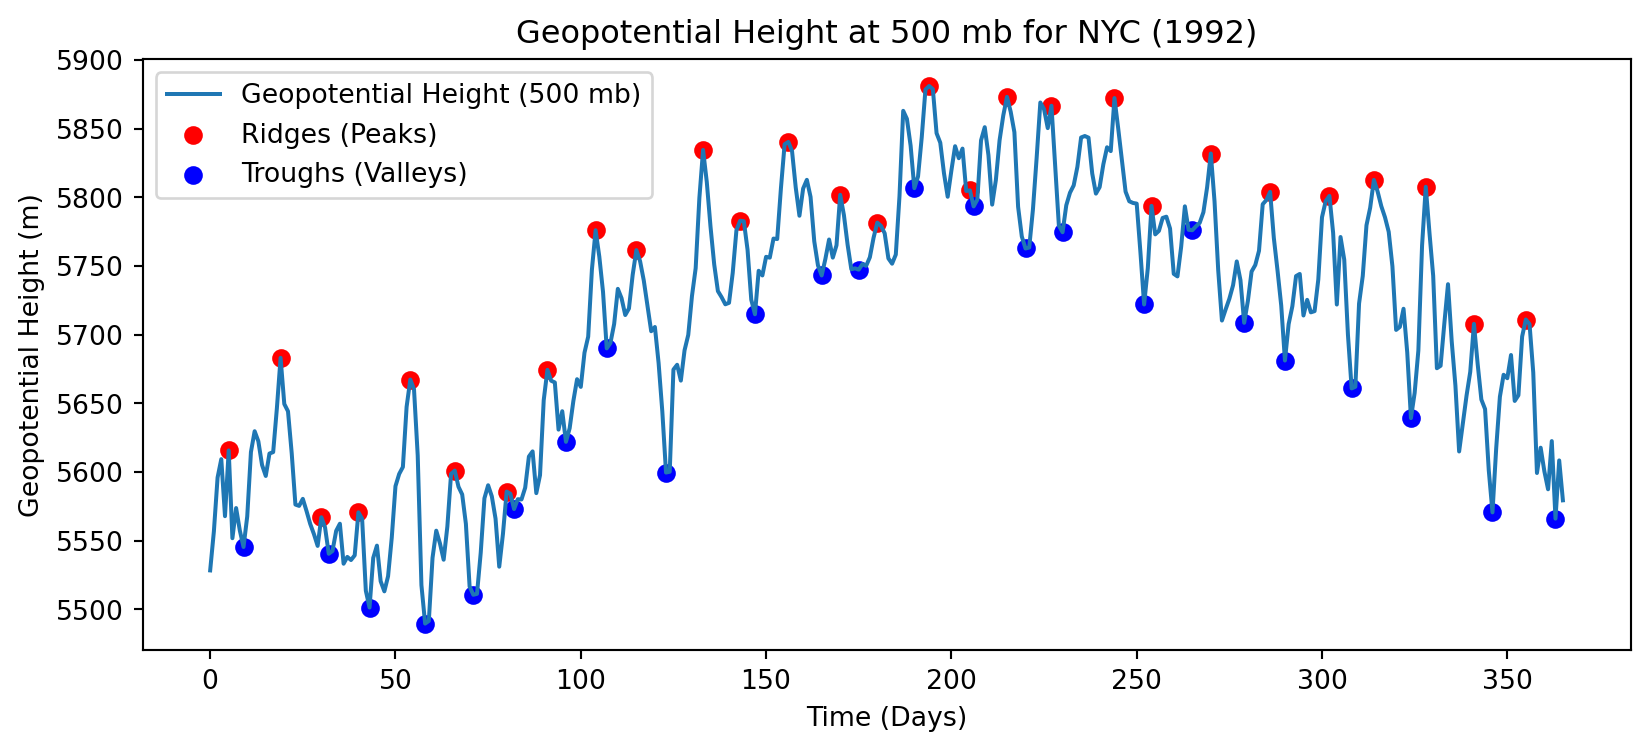 Geopotential Height at 500 mb for NYC (1992)
Geopotential Height (500 mb)
Ridges (Peaks)
Troughs (Valleys)
Geopotential Height (m)
5900
5850
5800
5750
5700
5650
5600
5550
5500
0 50 100 150 200 250 300 350
Time (Days)